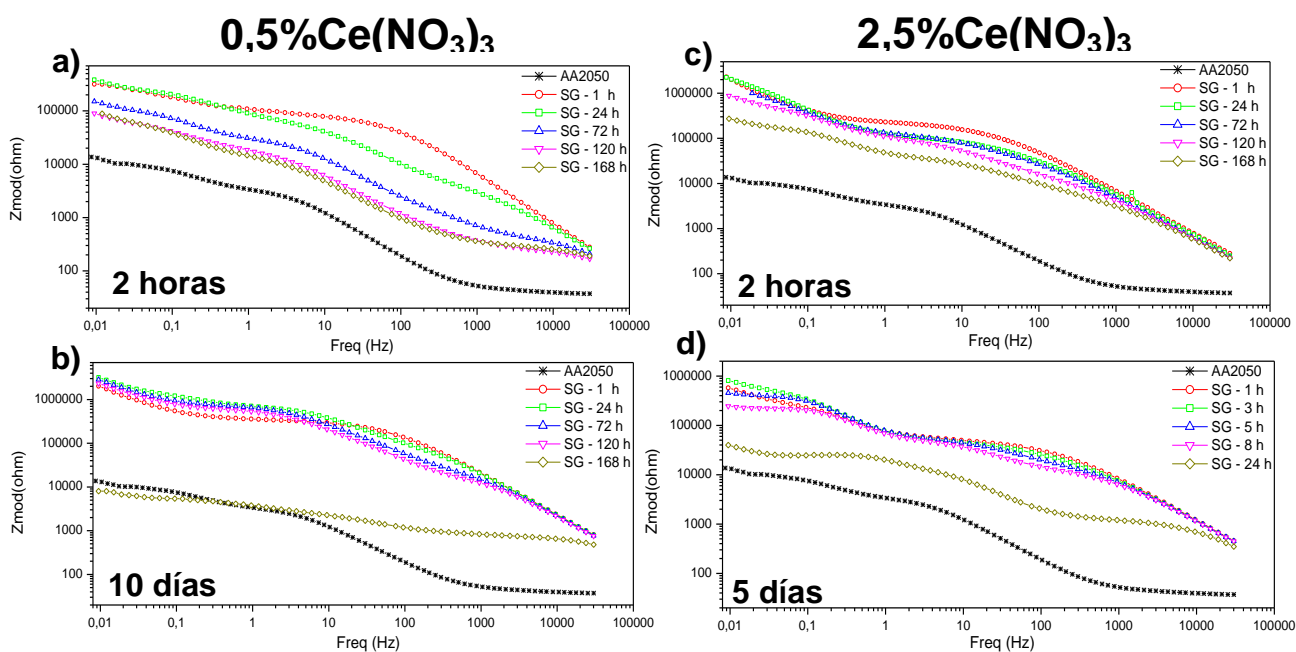 0,5%Ce(NO₃)₃
2,5%Ce(NO₃)₃
a)
AA2050
SG - 1 h
SG - 24 h
SG - 72 h
SG - 120 h
SG - 168 h
100000
10000
1000
100
Zmod(ohm)
2 horas
0,01 0,1 1 10 100 1000 10000 100000
Freq (Hz)
c)
AA2050
SG - 1 h
SG - 24 h
SG - 72 h
SG - 120 h
SG - 168 h
1000000
100000
10000
1000
100
Zmod(ohm)
2 horas
0,01 0,1 1 10 100 1000 10000 100000
Freq (Hz)
b)
AA2050
SG - 1 h
SG - 24 h
SG - 72 h
SG - 120 h
SG - 168 h
1000000
100000
10000
1000
100
Zmod(ohm)
10 días
0,01 0,1 1 10 100 1000 10000 100000
Freq (Hz)
d)
AA2050
SG - 1 h
SG - 3 h
SG - 5 h
SG - 8 h
SG - 24 h
1000000
100000
10000
1000
100
Zmod(ohm)
5 días
0,01 0,1 1 10 100 1000 10000 100000
Freq (Hz)